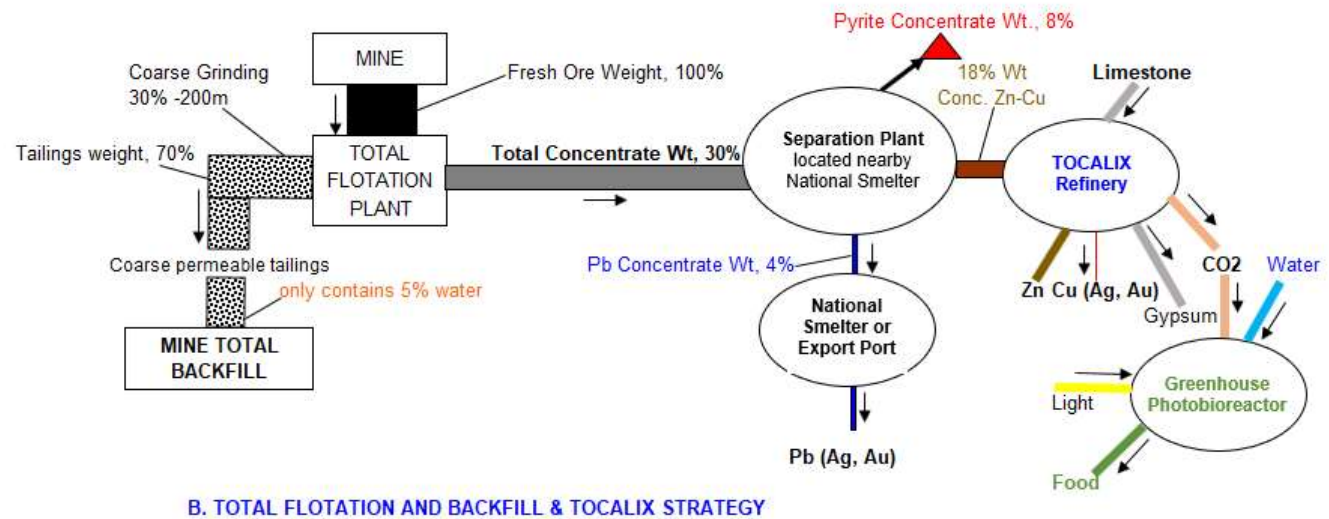 Pyrite Concentrate Wt., 8%
MINE
Coarse Grinding
30% -200m
Fresh Ore Weight, 100%
18% Wt
Conc. Zn-Cu
Limestone
Tailings weight, 70%
TOTAL
FLOTATION
PLANT
Total Concentrate Wt, 30%
Separation Plant
located nearby
National Smelter
TOCALIX
Refinery
Coarse permeable tailings
only contains 5% water
Pb Concentrate Wt, 4%
CO2
Water
Zn Cu (Ag, Au)
Gypsum
MINE TOTAL
BACKFILL
National
Smelter or
Export Port
Light
Greenhouse
Photobioreactor
Pb (Ag, Au)
Food
B. TOTAL FLOTATION AND BACKFILL & TOCALIX STRATEGY